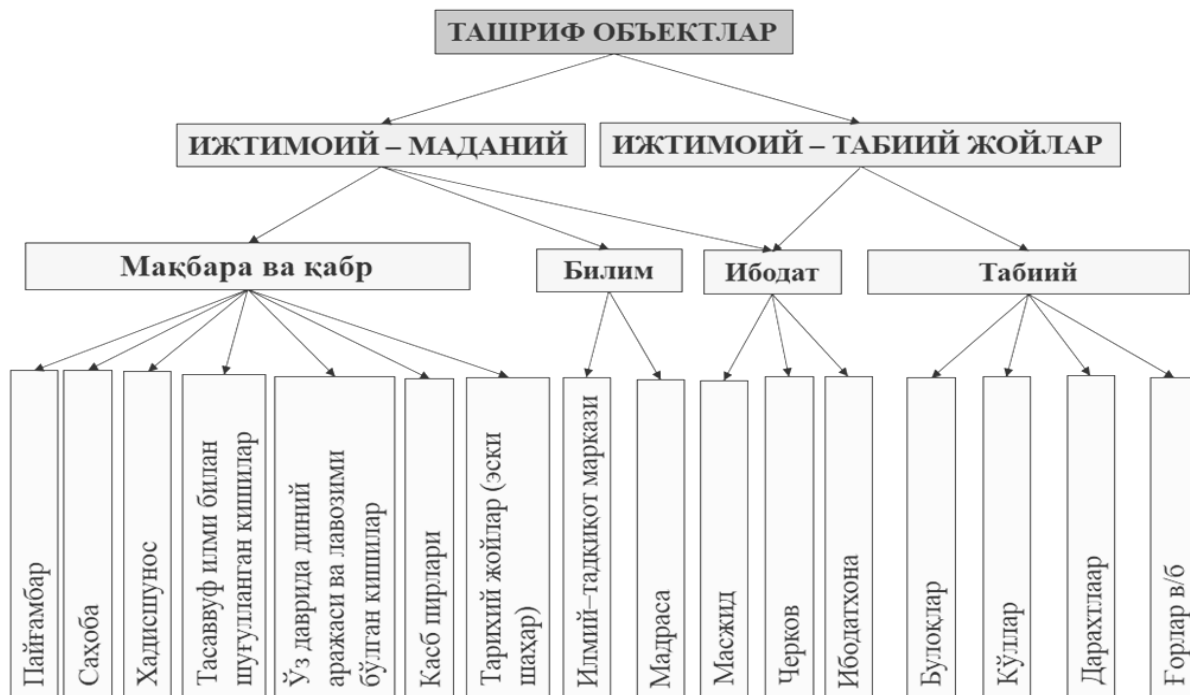 ТАШРИФ ОБЪЕКТЛАР
ИЖТИМОИЙ – МАДАНИЙ
ИЖТИМОИЙ – ТАБИИЙ ЖОЙЛАР
Мақбара ва қабр
Билим
Ибодат
Табиий
Пайғамбар
Саҳоба
Хадисшунос
Тасаввуф илми билан
шуғулланган кишилар
Ўз даврида диний
аражаси ва лавозими
бўлган кишилар
Касб пирлари
Тарихий жойлар (эски
шаҳар)
Илмий–тадқиқот маркази
Мадраса
Масжид
Черков
Ибодатхона
Булоқлар
Кўллар
Дарахтлаар
Ғорлар в/б